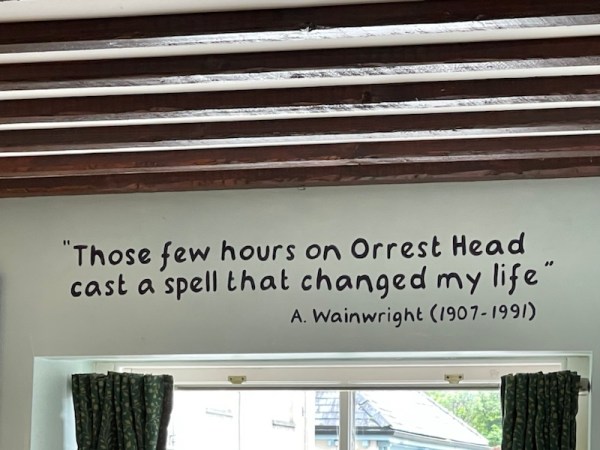 "Those few hours on Orrest Head
cast a spell that changed my life"
A. Wainwright (1907-1991)